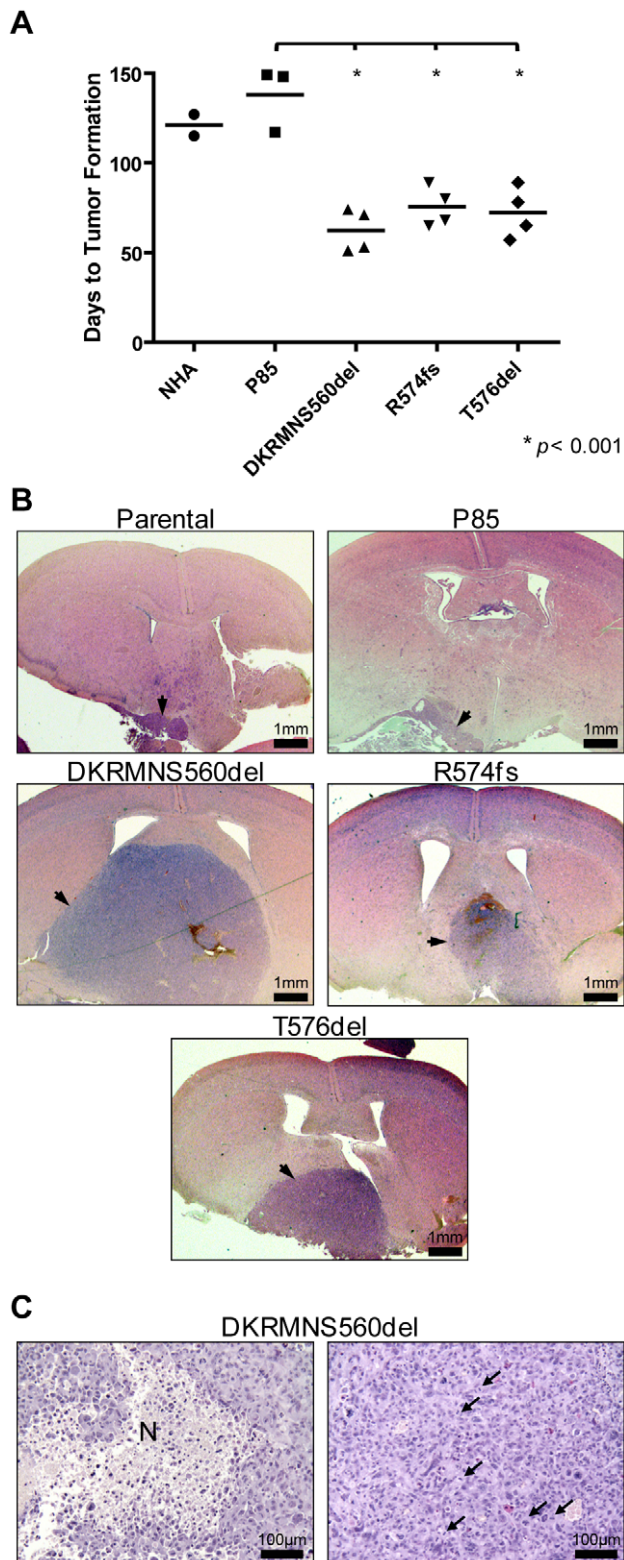 A
Days to Tumor Formation
150
100
50
0
* * *
NHA
P85
DKRMNS560del
R574fs
T576del
* p< 0.001
B
Parental
P85
1mm
1mm
DKRMNS560del
R574fs
1mm
1mm
T576del
1mm
C
DKRMNS560del
N
100μm
100μm